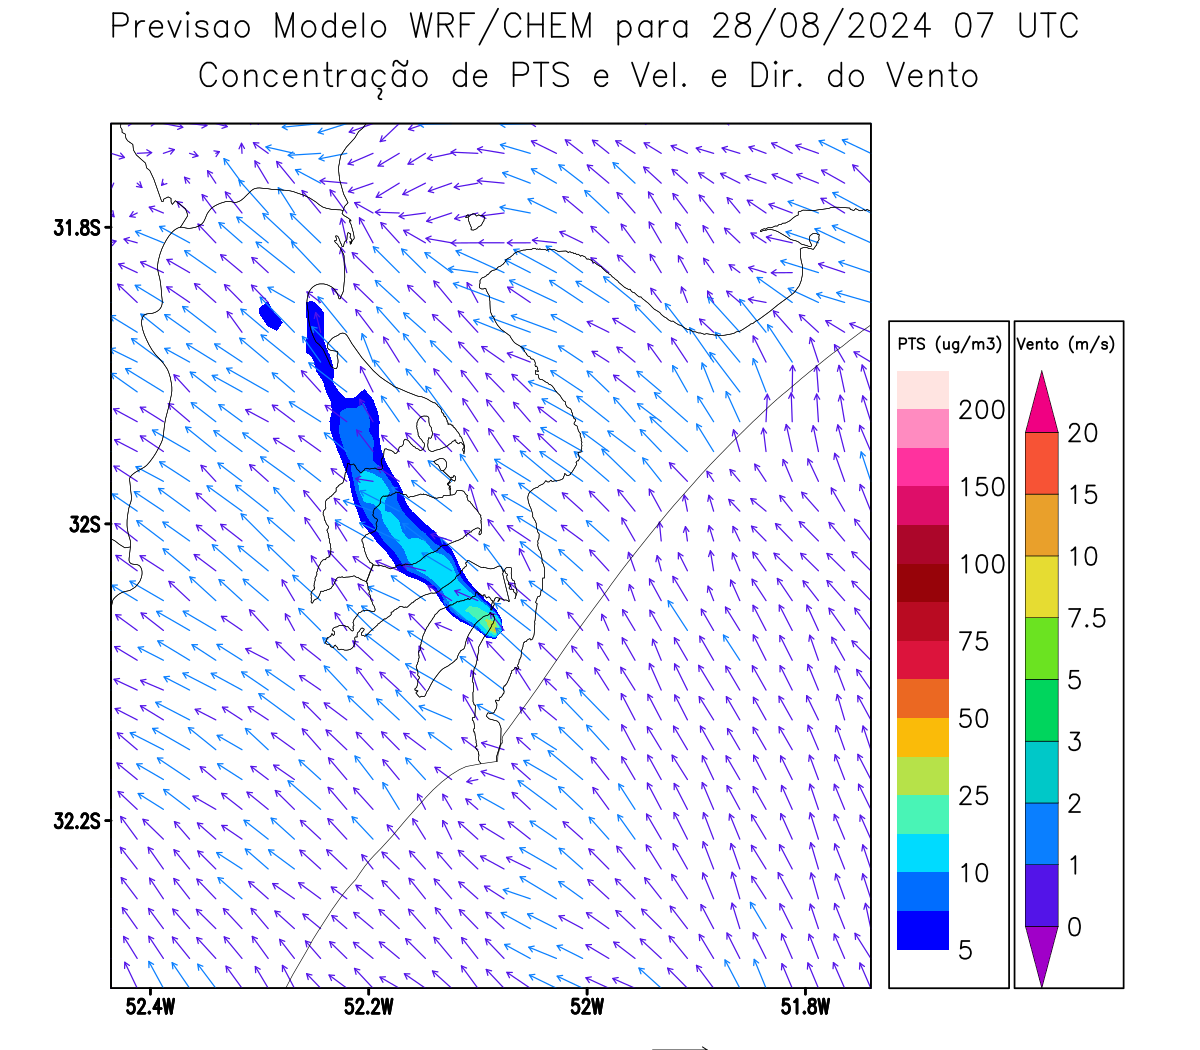 Previsao Modelo WRF/CHEM para 28/08/2024 07 UTC
Concentração de PTS e Vel. e Dir. do Vento
31.8S
32S
32.2S
52.4W
52.2W
52W
51.8W
PTS (ug/m3)
200
150
100
75
50
25
10
5
Vento (m/s)
20
15
10
7.5
5
3
2
1
0